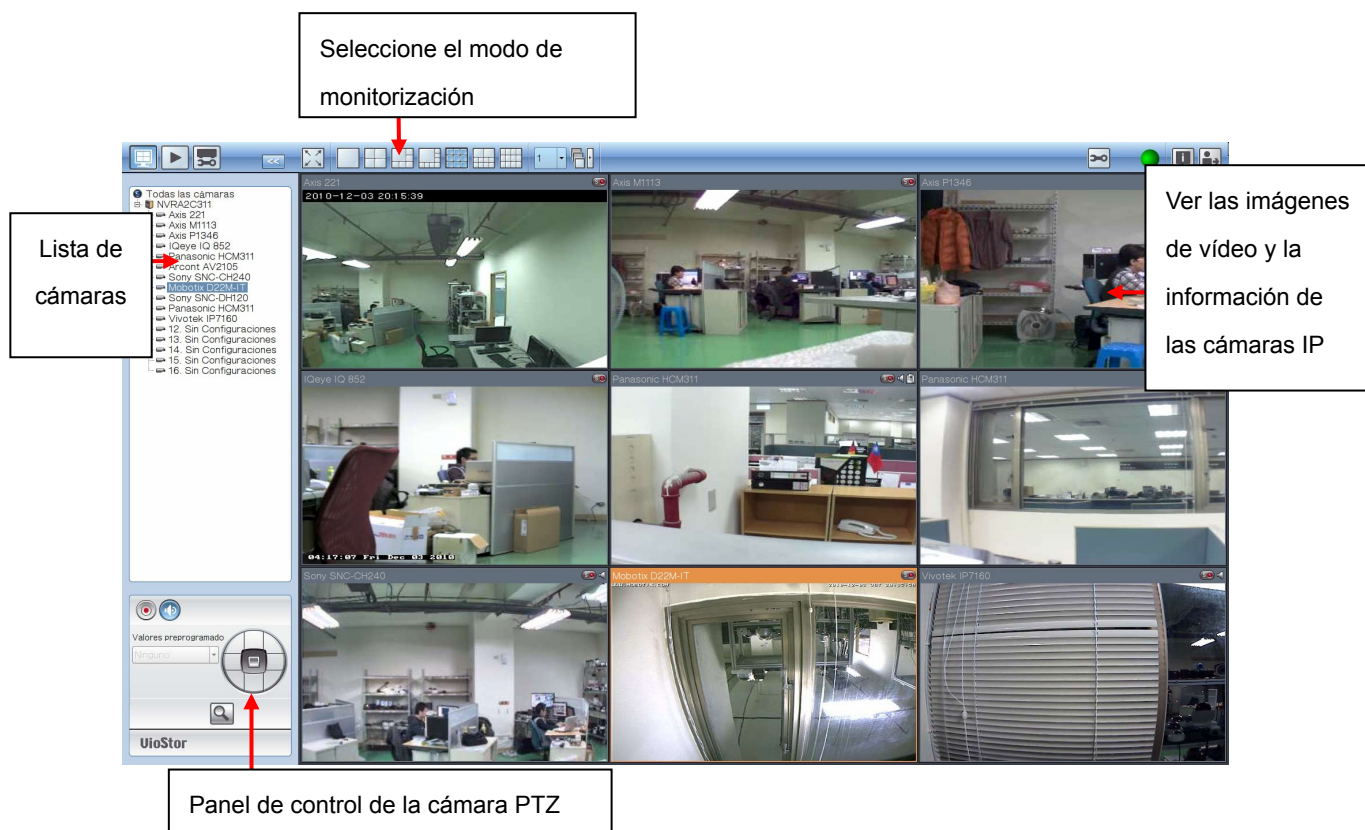 Seleccione el modo de
monitorización
<<
1
Axis 221
Axis M1113
Axis P1346
2010-12-03 20:15:39
Todas las cámaras
NVRA2C311
Axis 221
Axis M1113
Axis P1346
IQeye IQ 852
Panasonic HCM311
Arcont AV2105
Sony SNC-CH240
Mobotix D22M-IT
Sony SNC-DH120
Panasonic HCM311
Vivotek IP7160
12. Sin Configuraciones
13. Sin Configuraciones
14. Sin Configuraciones
15. Sin Configuraciones
16. Sin Configuraciones
Lista de
cámaras
Ver las imágenes
de vídeo y la
información de
las cámaras IP
IQeye IQ 852
Panasonic HCM311
Panasonic HCM311
04:17:07 Fri Dec 03 2010
Sony SNC-CH240
Mobotix D22M-IT
Vivotek IP7160
Valores preprogramado
Ninguno
VioStor
Panel de control de la cámara PTZ